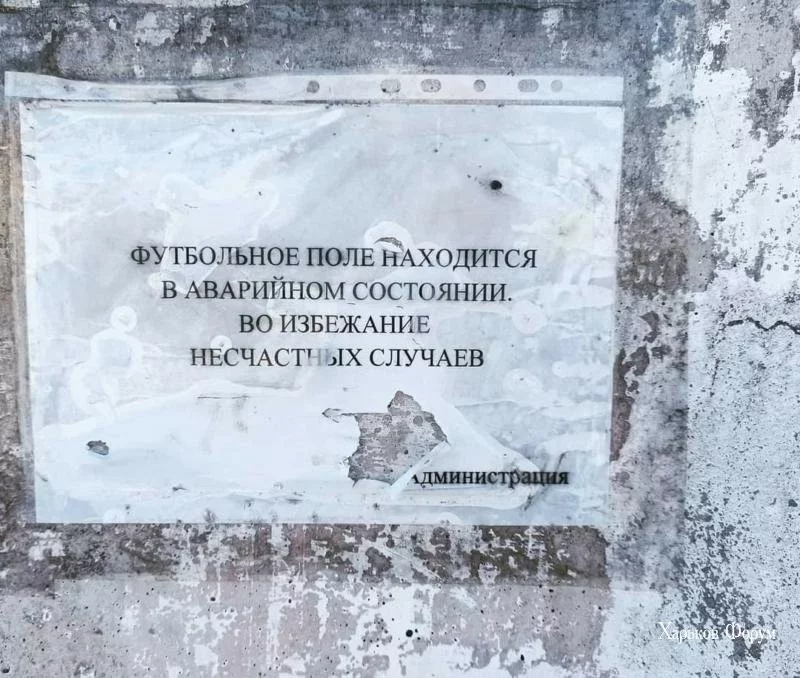 ФУТБОЛЬНОЕ ПОЛЕ НАХОДИТСЯ
В АВАРИЙНОМ СОСТОЯНИИ.
ВО ИЗБЕЖАНИЕ
НЕСЧАСТНЫХ СЛУЧАЕВ
Администрация
Харьков Форум